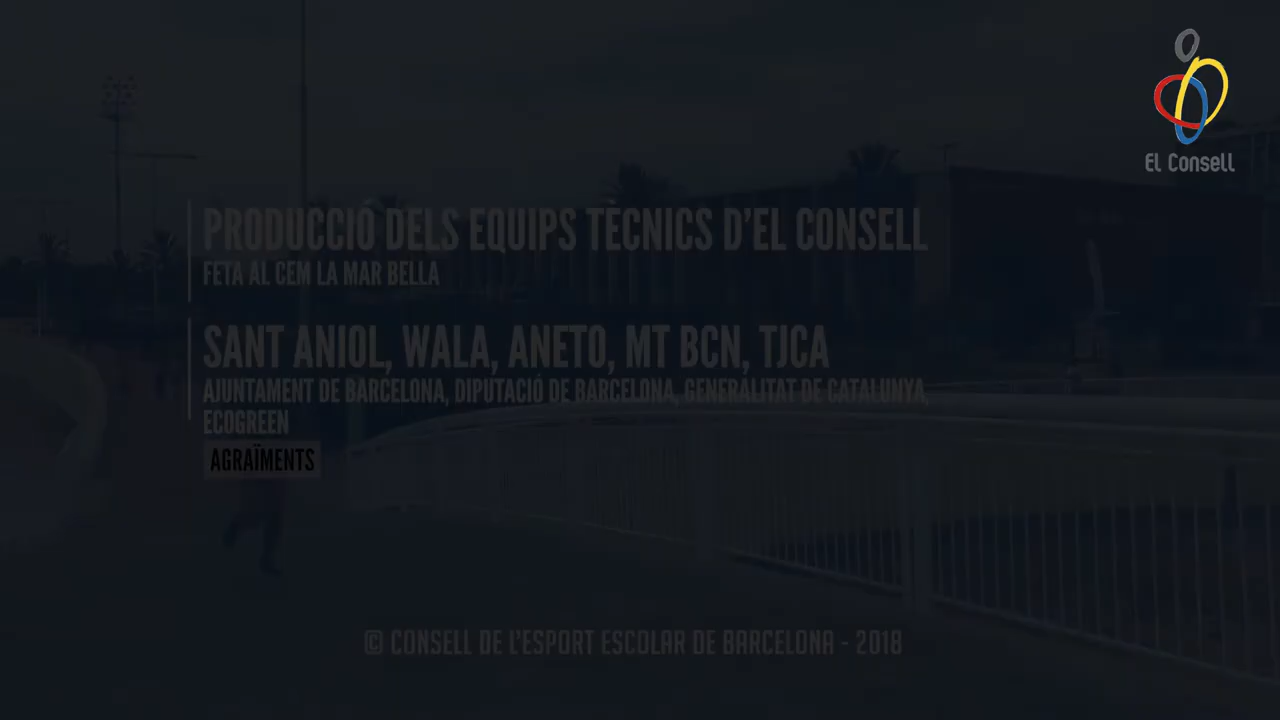 El Consell
PRODUCCIÓ DELS EQUIPS TÈCNICS D'EL CONSELL
FETA AL CEM LA MAR BELLA
SANT ANIOL, WALA, ANETO, MT BCN, TJCA
AJUNTAMENT DE BARCELONA, DIPUTACIÓ DE BARCELONA, GENERALITAT DE CATALUNYA,
ECOGREEN
AGRAÏMENTS
© CONSELL DE L'ESPORT ESCOLAR DE BARCELONA - 2018